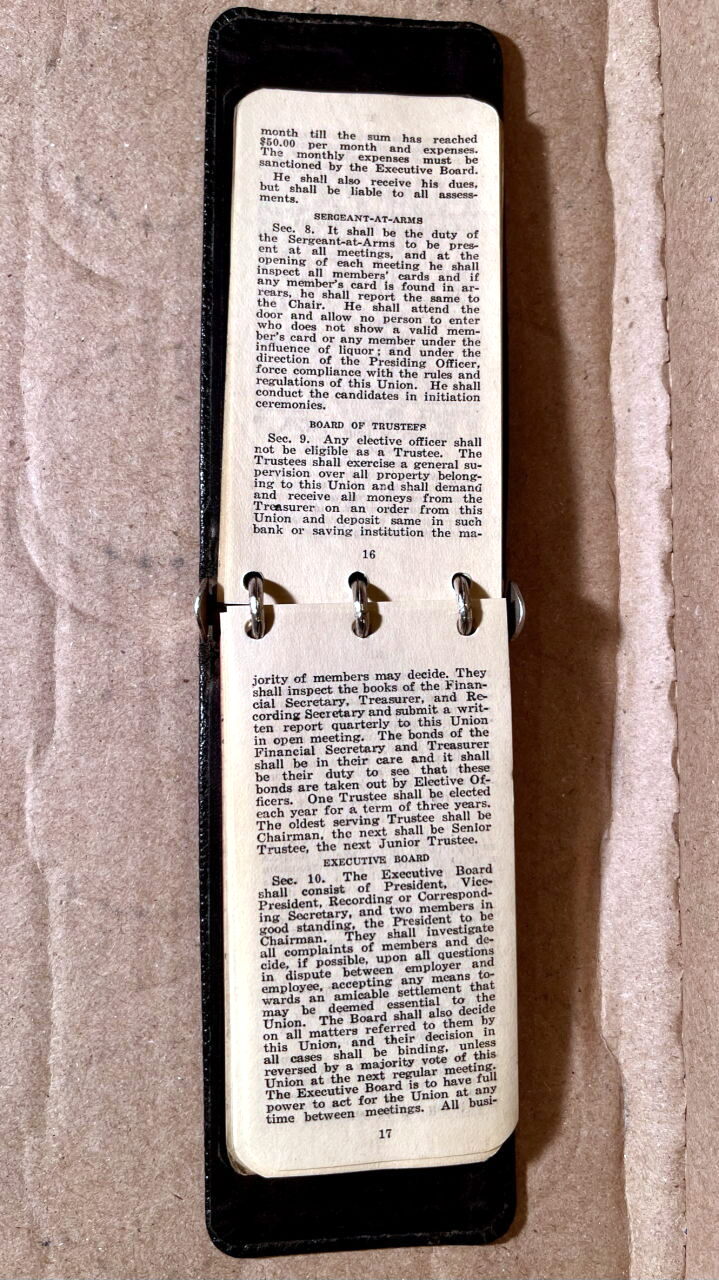 month till the sum has reached
$50.00 per month and expenses.
The monthly expenses must be
sanctioned by the Executive Board.
He shall also receive his dues,
but shall be liable to all assess-
ments.
SERGEANT-AT-ARMS
Sec. 8. It shall be the duty of
the Sergeant-at-Arms to be pres-
ent at all meetings, and at the
opening of each meeting he shall
inspect all members' cards and if
any member's card is found in ar-
rears, he shall report the same to
the Chair. He shall attend the
door and allow no person to enter
who does not show a valid mem-
ber's card or any member under the
influence of liquor; and under the
direction of the Presiding Officer,
force compliance with the rules and
regulations of this Union. He shall
conduct the candidates in initiation
ceremonies.
BOARD OF TRUSTEES
Sec. 9. Any elective officer shall
not be eligible as a Trustee. The
Trustees shall exercise a general su-
pervision over all property belong-
ing to this Union and shall demand
and receive all moneys from the
Treasurer on an order from this
Union and deposit same in such
bank or saving institution the ma-
16
jority of members may decide. They
shall inspect the books of the Finan-
cial Secretary, Treasurer, and Re-
cording Secretary and submit a writ-
ten report quarterly to this Union
in open meeting. The bonds of the
Financial Secretary and Treasurer
shall be in their care and it shall
be their duty to see that these
bonds are taken out by Elective Of-
ficers. One Trustee shall be elected
each year for a term of three years.
The oldest serving Trustee shall be
Chairman, the next shall be Senior
Trustee, the next Junior Trustee.
EXECUTIVE BOARD
Sec. 10. The Executive Board
shall consist of President, Vice-
President, Recording or Correspond-
ing Secretary, and two members in
good standing, the President to be
Chairman. They shall investigate
all complaints of members and de-
cide, if possible, upon all questions
in dispute between employer and
employee, accepting any means to-
wards an amicable settlement that
may be deemed essential to the
Union. The Board shall also decide
on all matters referred to them by
this Union, and their decision in
all cases shall be binding, unless
reversed by a majority vote of this
Union at the next regular meeting.
The Executive Board is to have full
power to act for the Union at any
time between meetings. All busi-
17